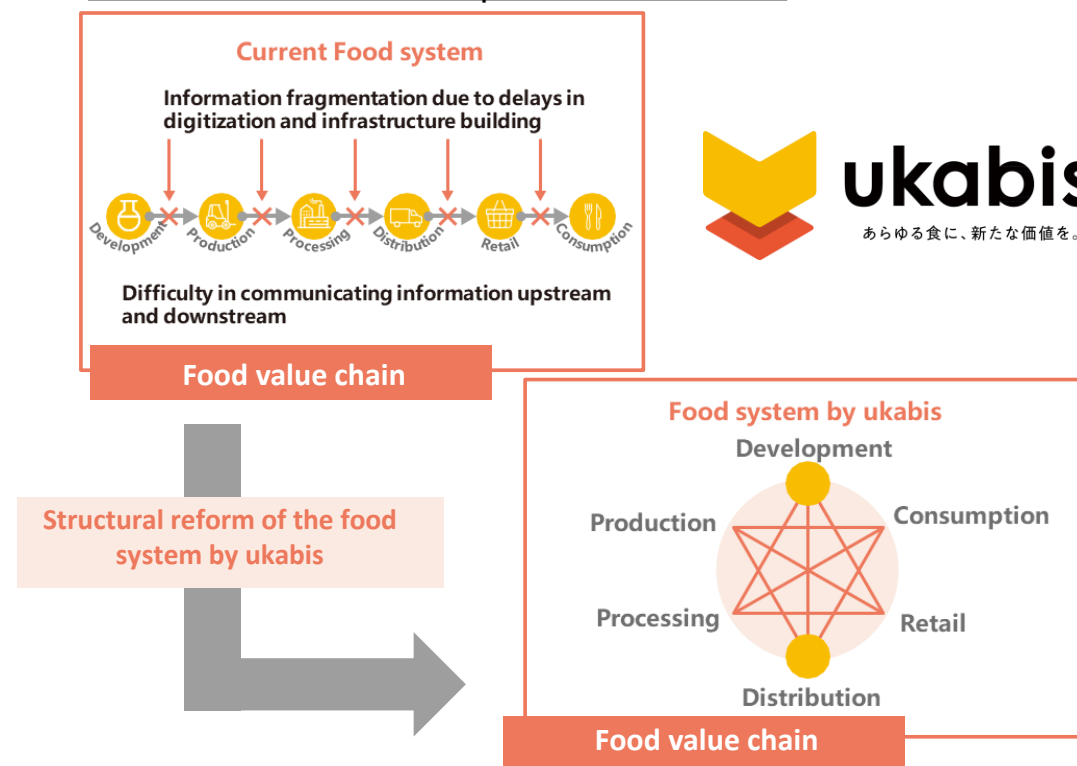 Current Food system
Information fragmentation due to delays in
digitization and infrastructure building
Development
Production
Processing
Distribution
Retail
Consumption
Difficulty in communicating information upstream
and downstream
Food value chain
ukabis
あらゆる食に、新たな価値を。
Structural reform of the food
system by ukabis
Food system by ukabis
Development
Production
Consumption
Processing
Retail
Distribution
Food value chain